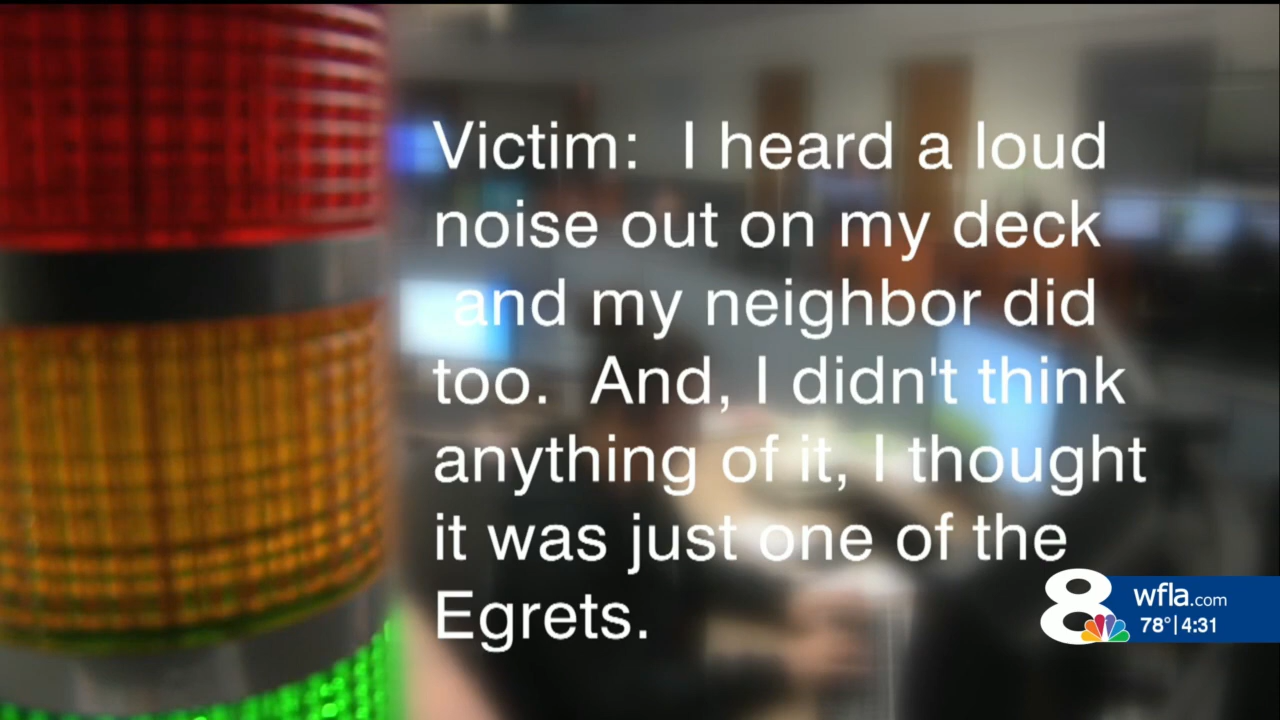 Victim:  I heard a loud
noise out on my deck
and my neighbor did
too.  And, I didn't think
anything of it, I thought
it was just one of the
Egrets.
8
wfla.com
78°|4:31